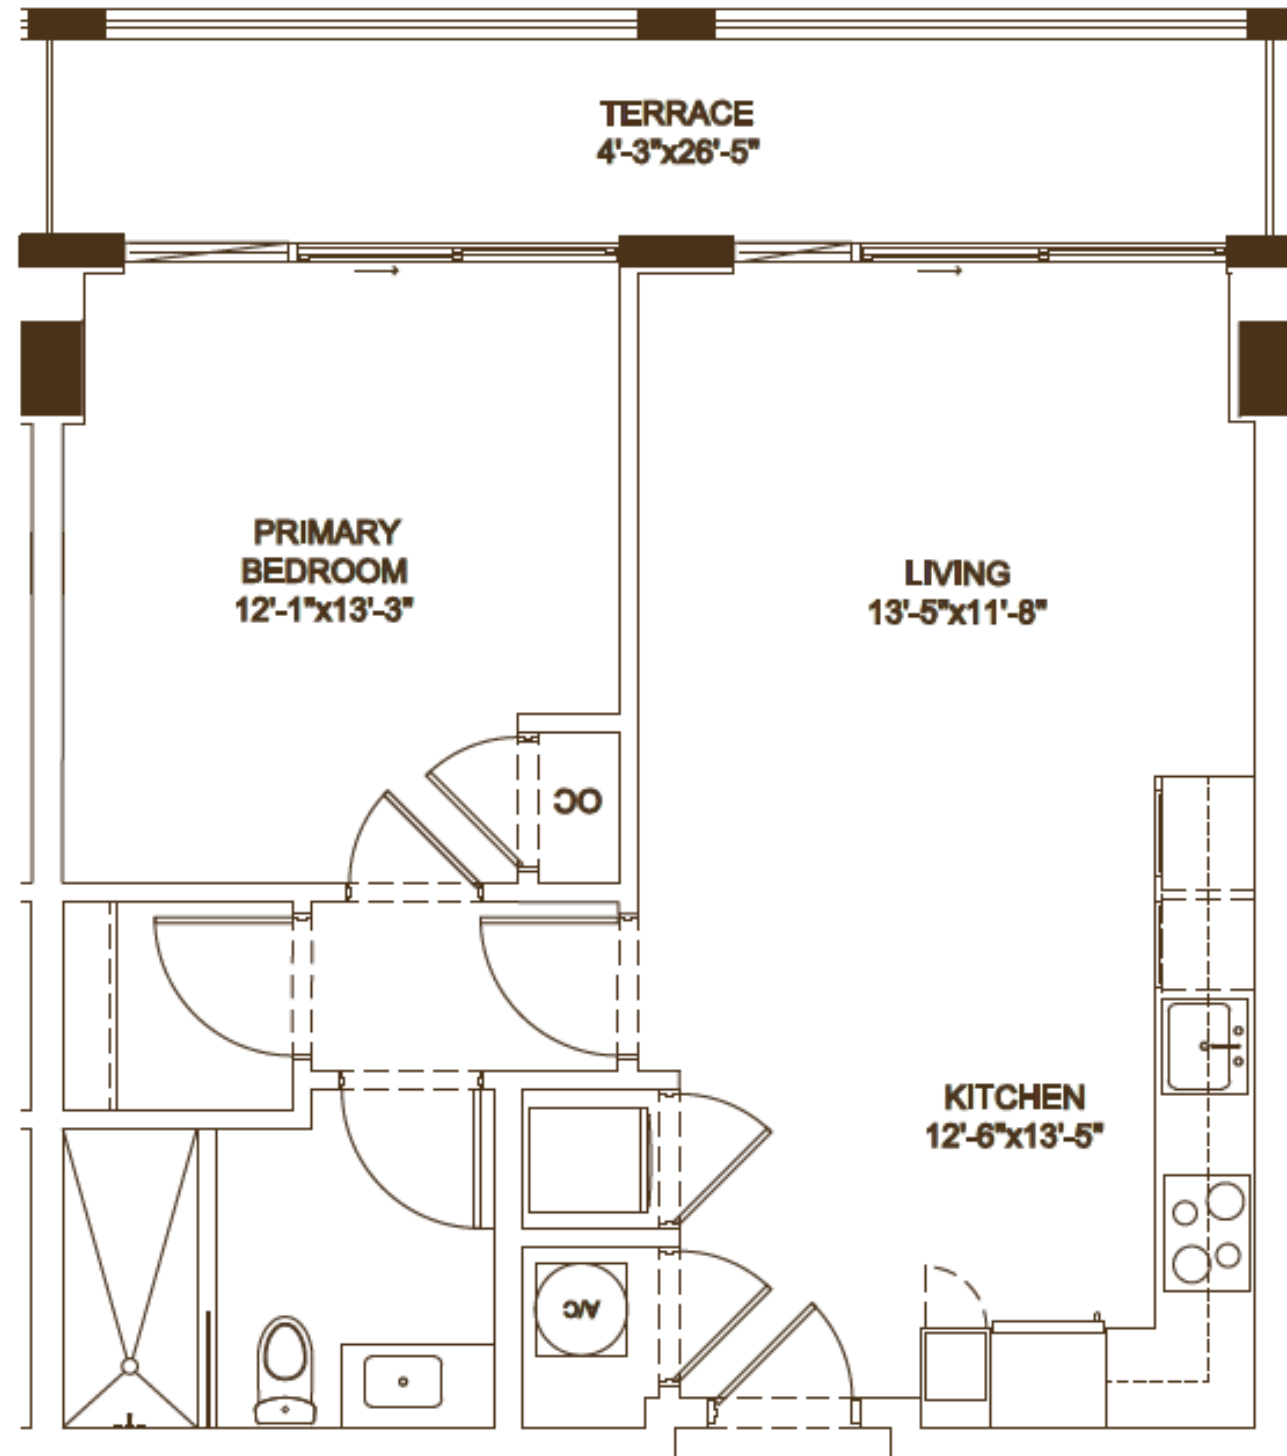 TERRACE
4'-3"x26'-5"
PRIMARY
BEDROOM
12'-1"x13'-3"
LIVING
13'-5"x11'-8"
OC
KITCHEN
12'-6"x13'-5"
A/C